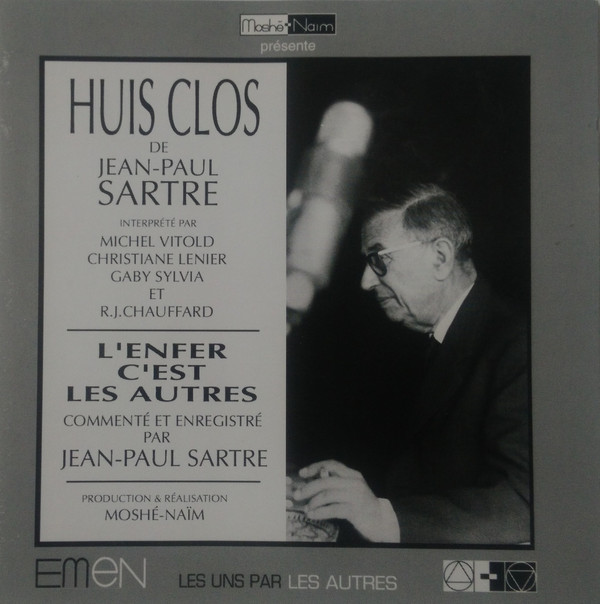 Moshé-Naïm
présente
HUIS CLOS
DE
JEAN-PAUL
SARTRE
INTERPRÉTÉ PAR
MICHEL VITOLD
CHRISTIANE LENIER
GABY SYLVIA
ET
R.J.CHAUFFARD
L'ENFER
C'EST
LES AUTRES
COMMENTÉ ET ENREGISTRÉ
PAR
JEAN-PAUL SARTRE
PRODUCTION & RÉALISATION
MOSHÉ-NAÏM
EMEN LES UNS PAR LES AUTRES